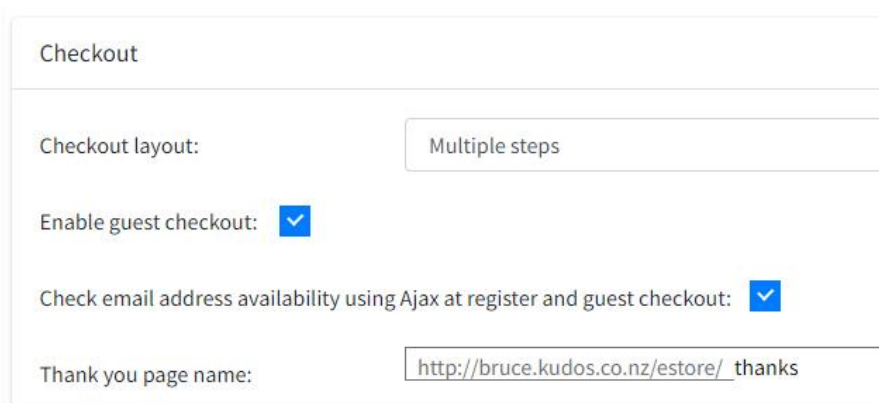 Checkout
Checkout layout: Multiple steps
Enable guest checkout:
Check email address availability using Ajax at register and guest checkout:
Thank you page name: http://bruce.kudos.co.nz/estore/_thanks